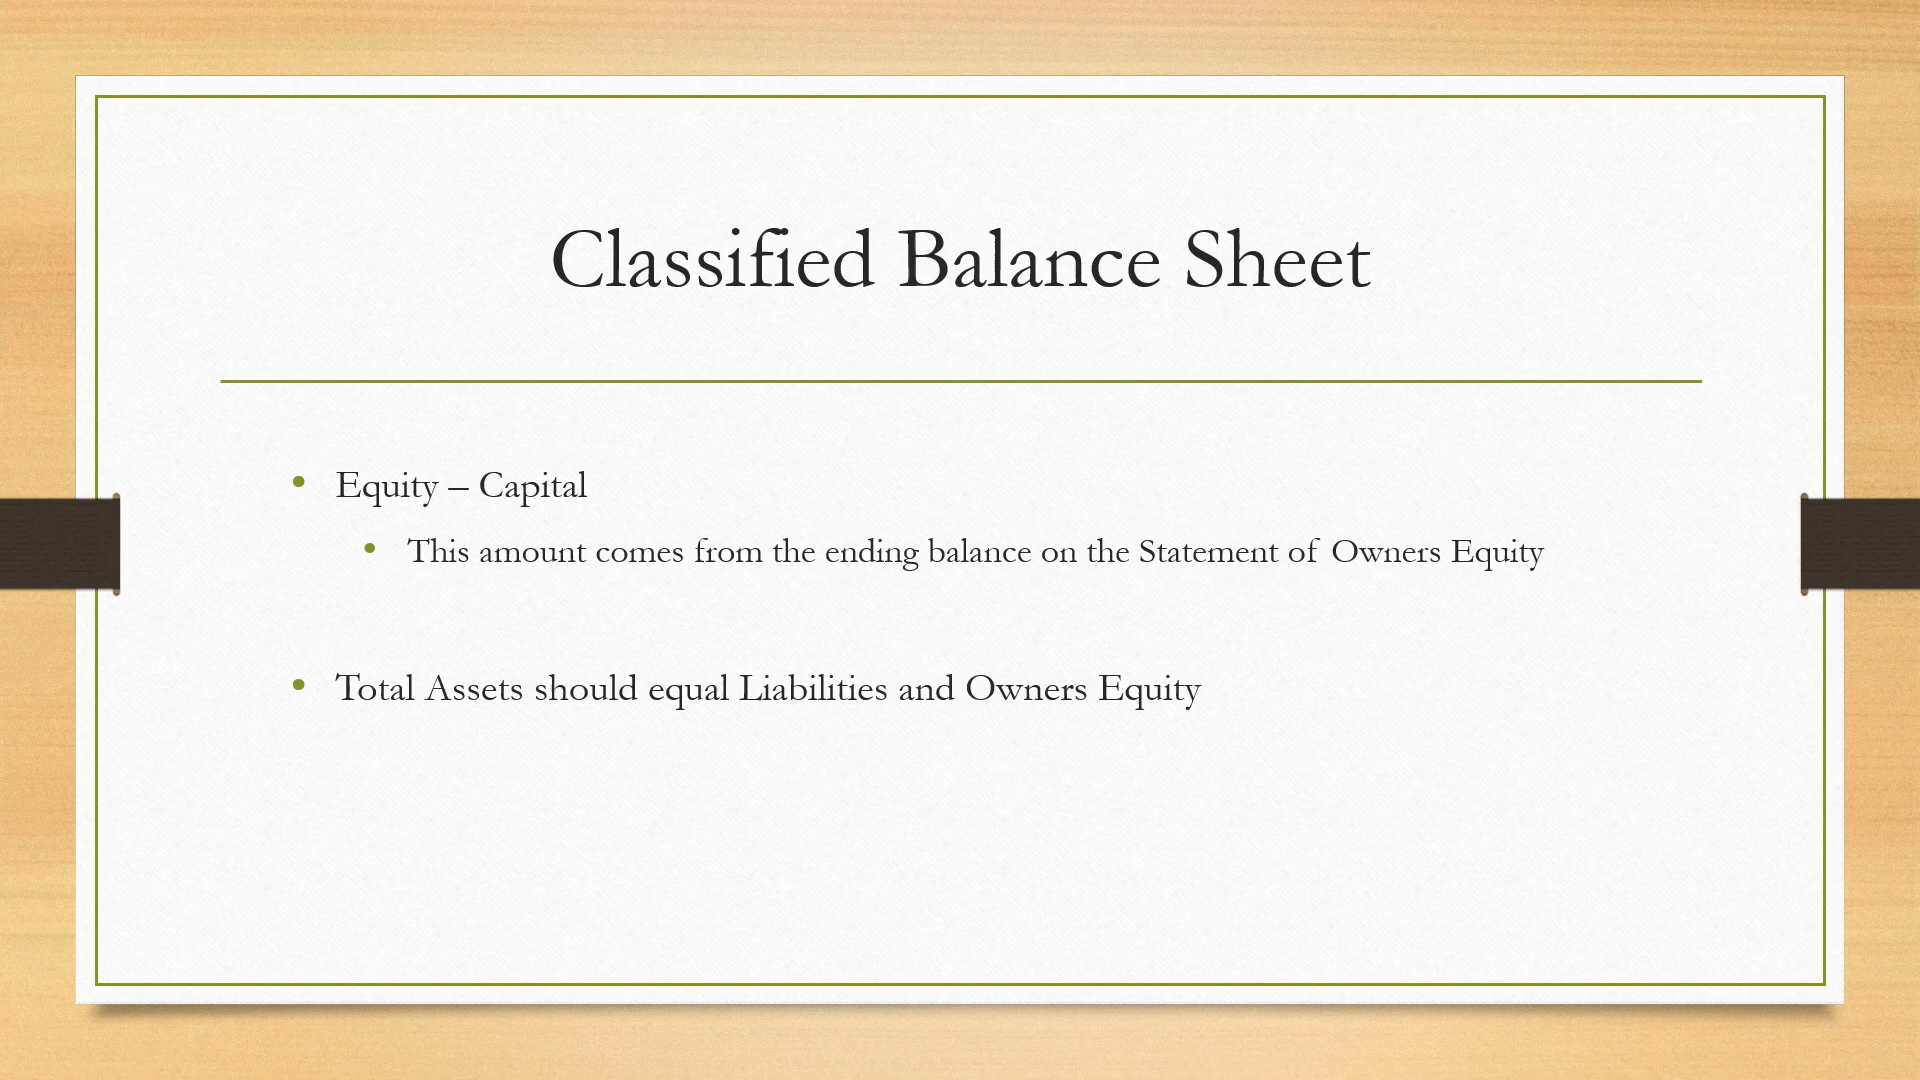 Classified Balance Sheet
• Equity – Capital
• This amount comes from the ending balance on the Statement of Owners Equity
• Total Assets should equal Liabilities and Owners Equity